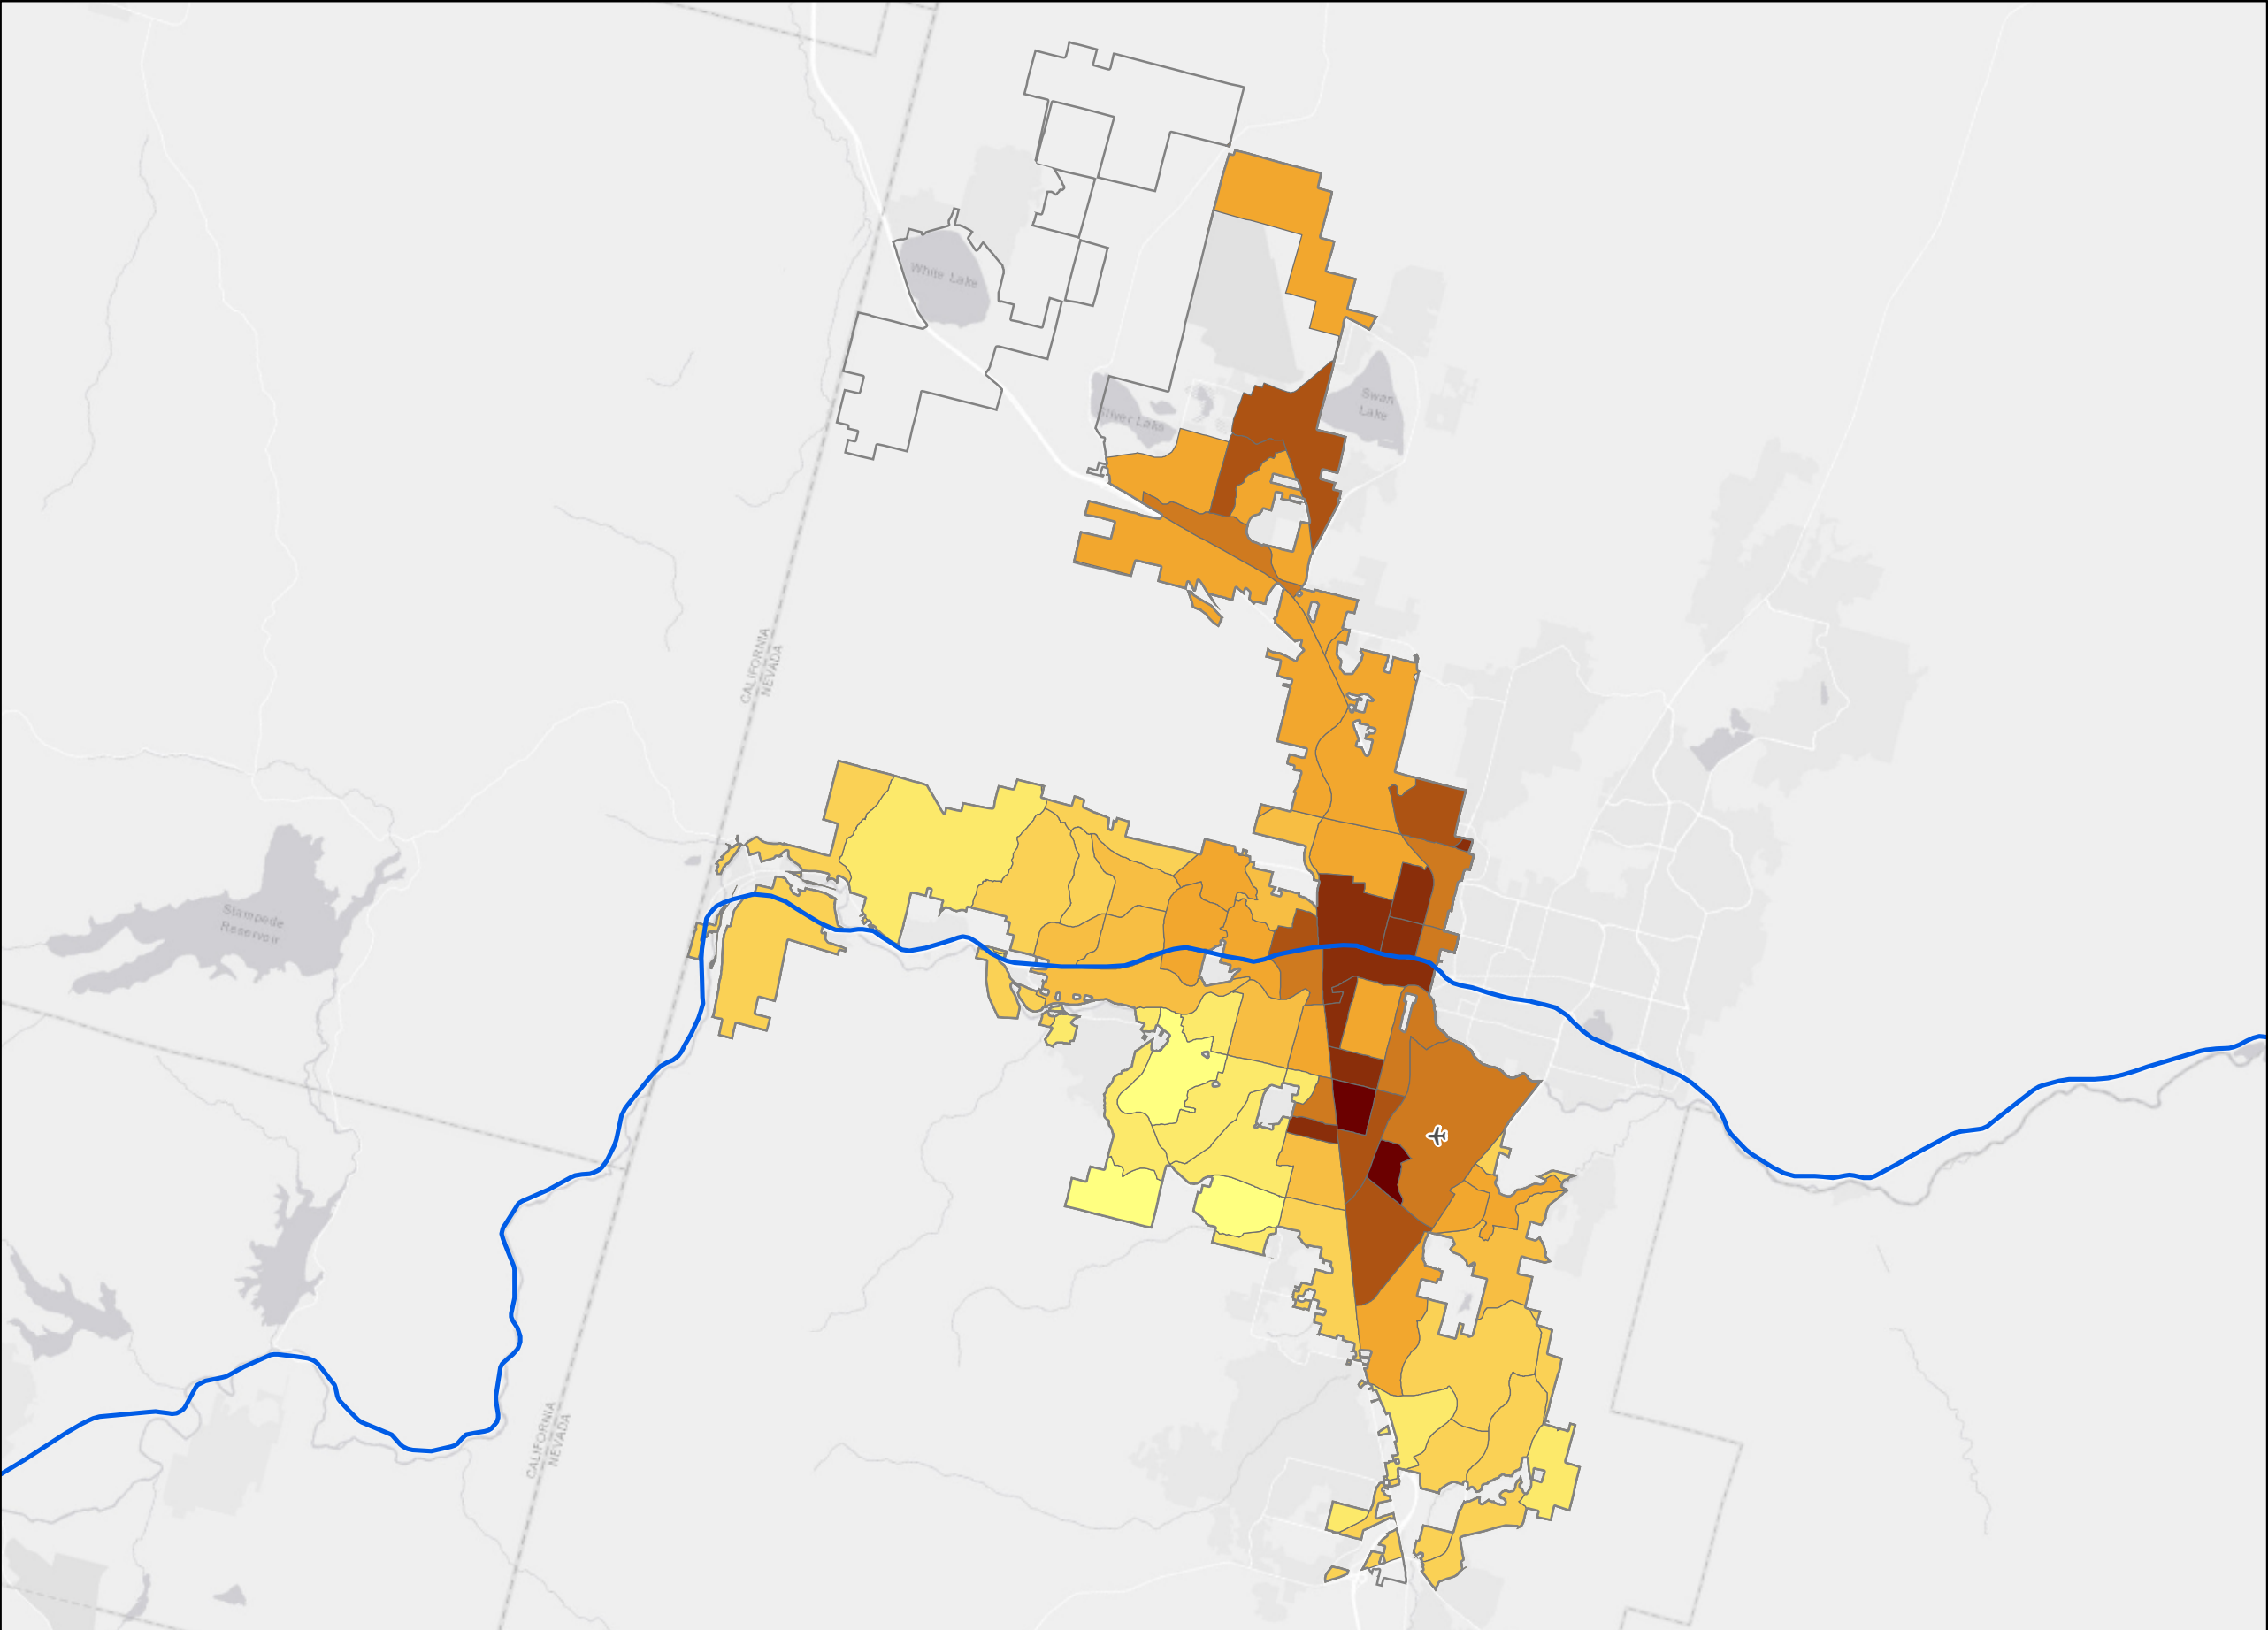 White Lake
Silver Lake
Swan
Lake
CALIFORNIA
NEVADA
Stampede
Reservoir
CALIFORNIA
NEVADA